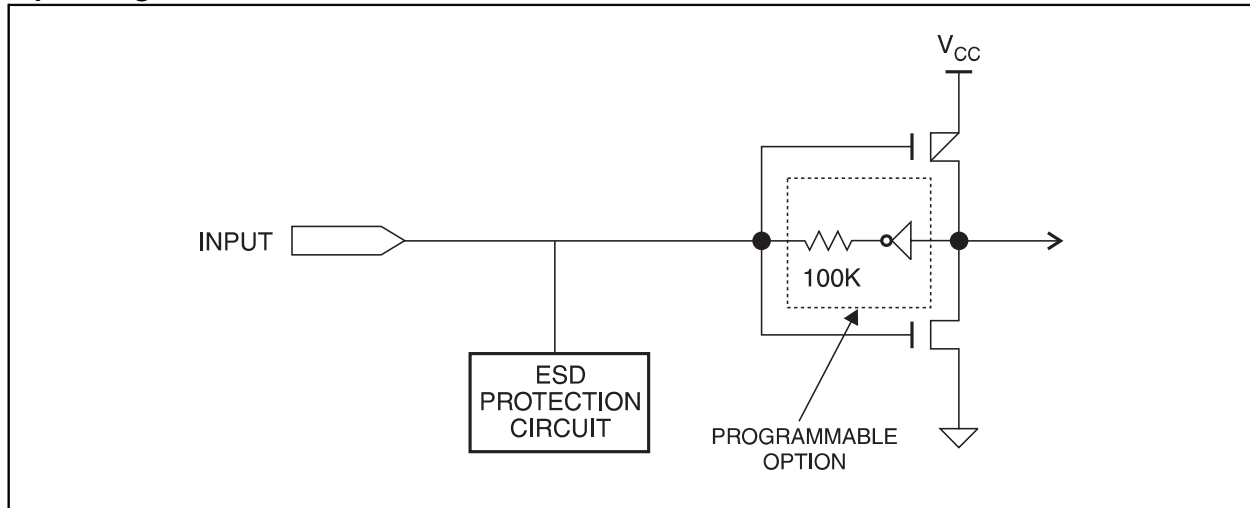 V_CC
INPUT
100K
ESD
PROTECTION
CIRCUIT
PROGRAMMABLE
OPTION